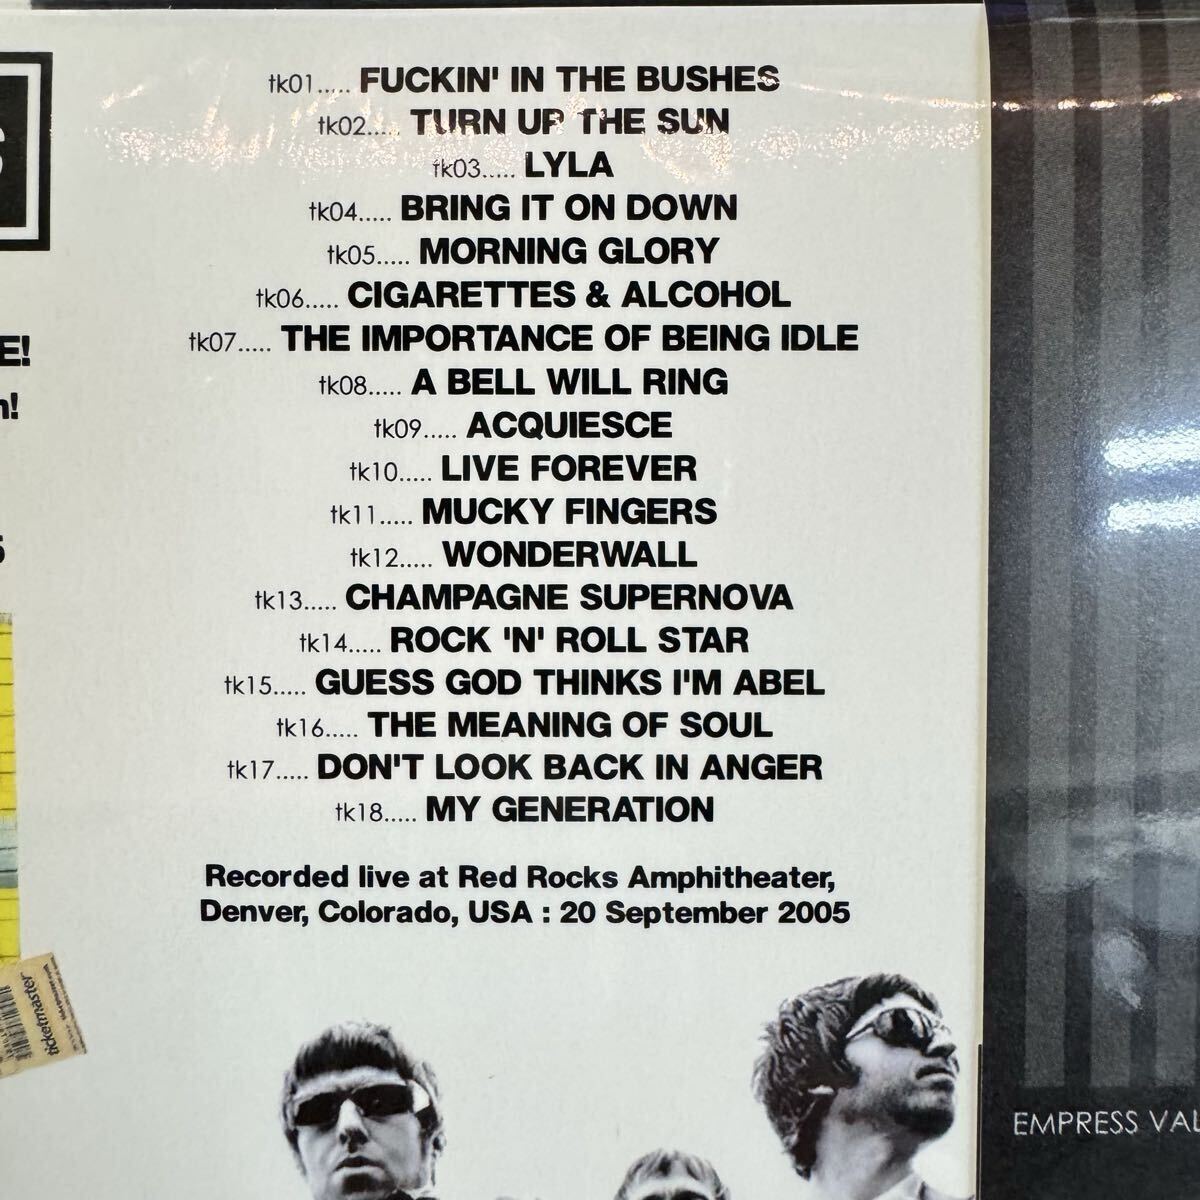 S
E!
n!
5
tk01..... FUCKIN' IN THE BUSHES
tk02..... TURN UP THE SUN
tk03..... LYLA
tk04..... BRING IT ON DOWN
tk05..... MORNING GLORY
tk06..... CIGARETTES & ALCOHOL
tk07..... THE IMPORTANCE OF BEING IDLE
tk08..... A BELL WILL RING
tk09..... ACQUIESCE
tk10..... LIVE FOREVER
tk11..... MUCKY FINGERS
tk12..... WONDERWALL
tk13..... CHAMPAGNE SUPERNOVA
tk14..... ROCK 'N' ROLL STAR
tk15..... GUESS GOD THINKS I'M ABEL
tk16..... THE MEANING OF SOUL
tk17..... DON'T LOOK BACK IN ANGER
tk18..... MY GENERATION
Recorded live at Red Rocks Amphitheater,
Denver, Colorado, USA : 20 September 2005
ticketmaster
EMPRESS VAL